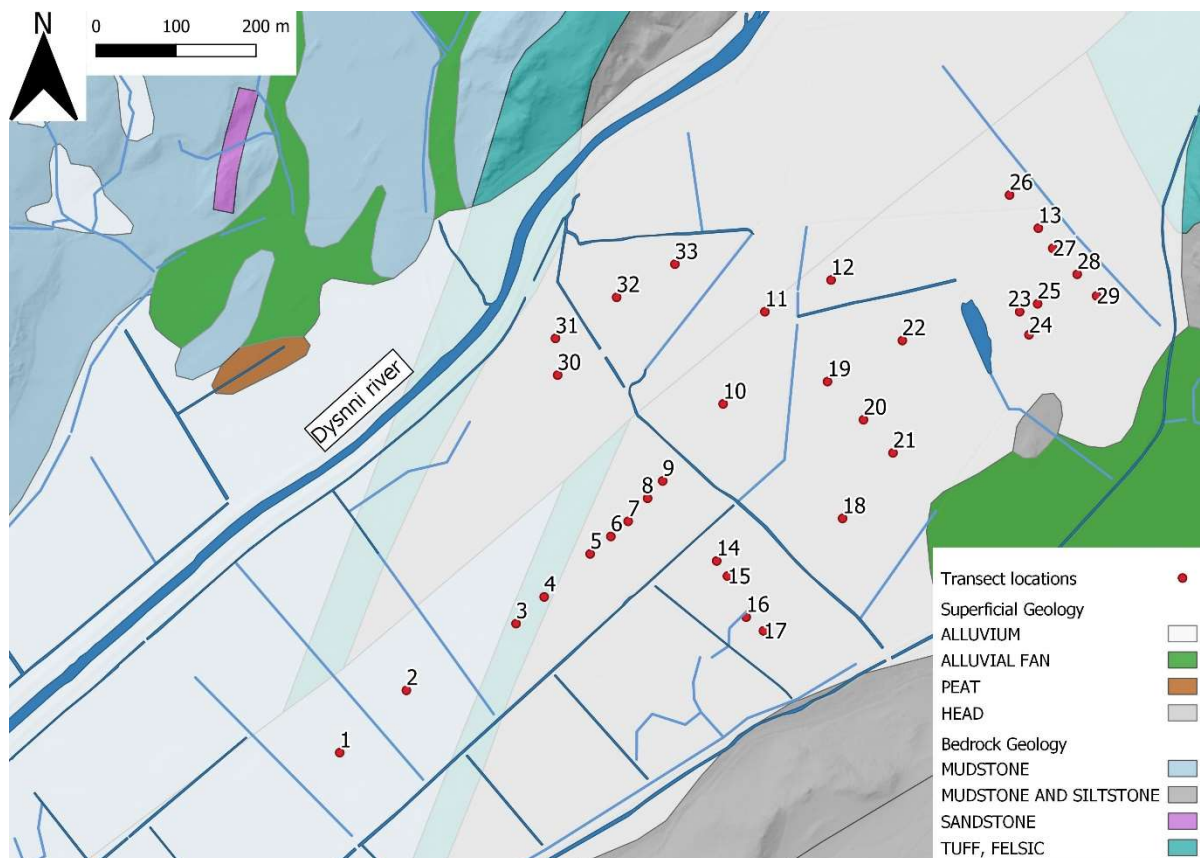 N
0 100 200 m
26
13
27
28
29
33
12
32
11
25
23
24
31
22
30
19
10
20
21
9
8
7
18
6
5
14
15
4
16
3
17
2
1
Dysnni river
Transect locations
Superficial Geology
ALLUVIUM
ALLUVIAL FAN
PEAT
HEAD
Bedrock Geology
MUDSTONE
MUDSTONE AND SILTSTONE
SANDSTONE
TUFF, FELSIC